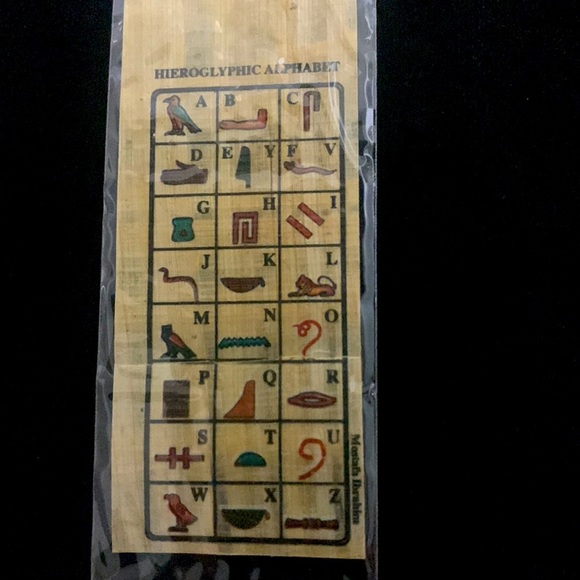 HIEROGLYPHIC ALPHABET
A B C
D E Y F V
G H I
J K L
M N O
P Q R
S T U
W X Z
Mostafa Ibrahim